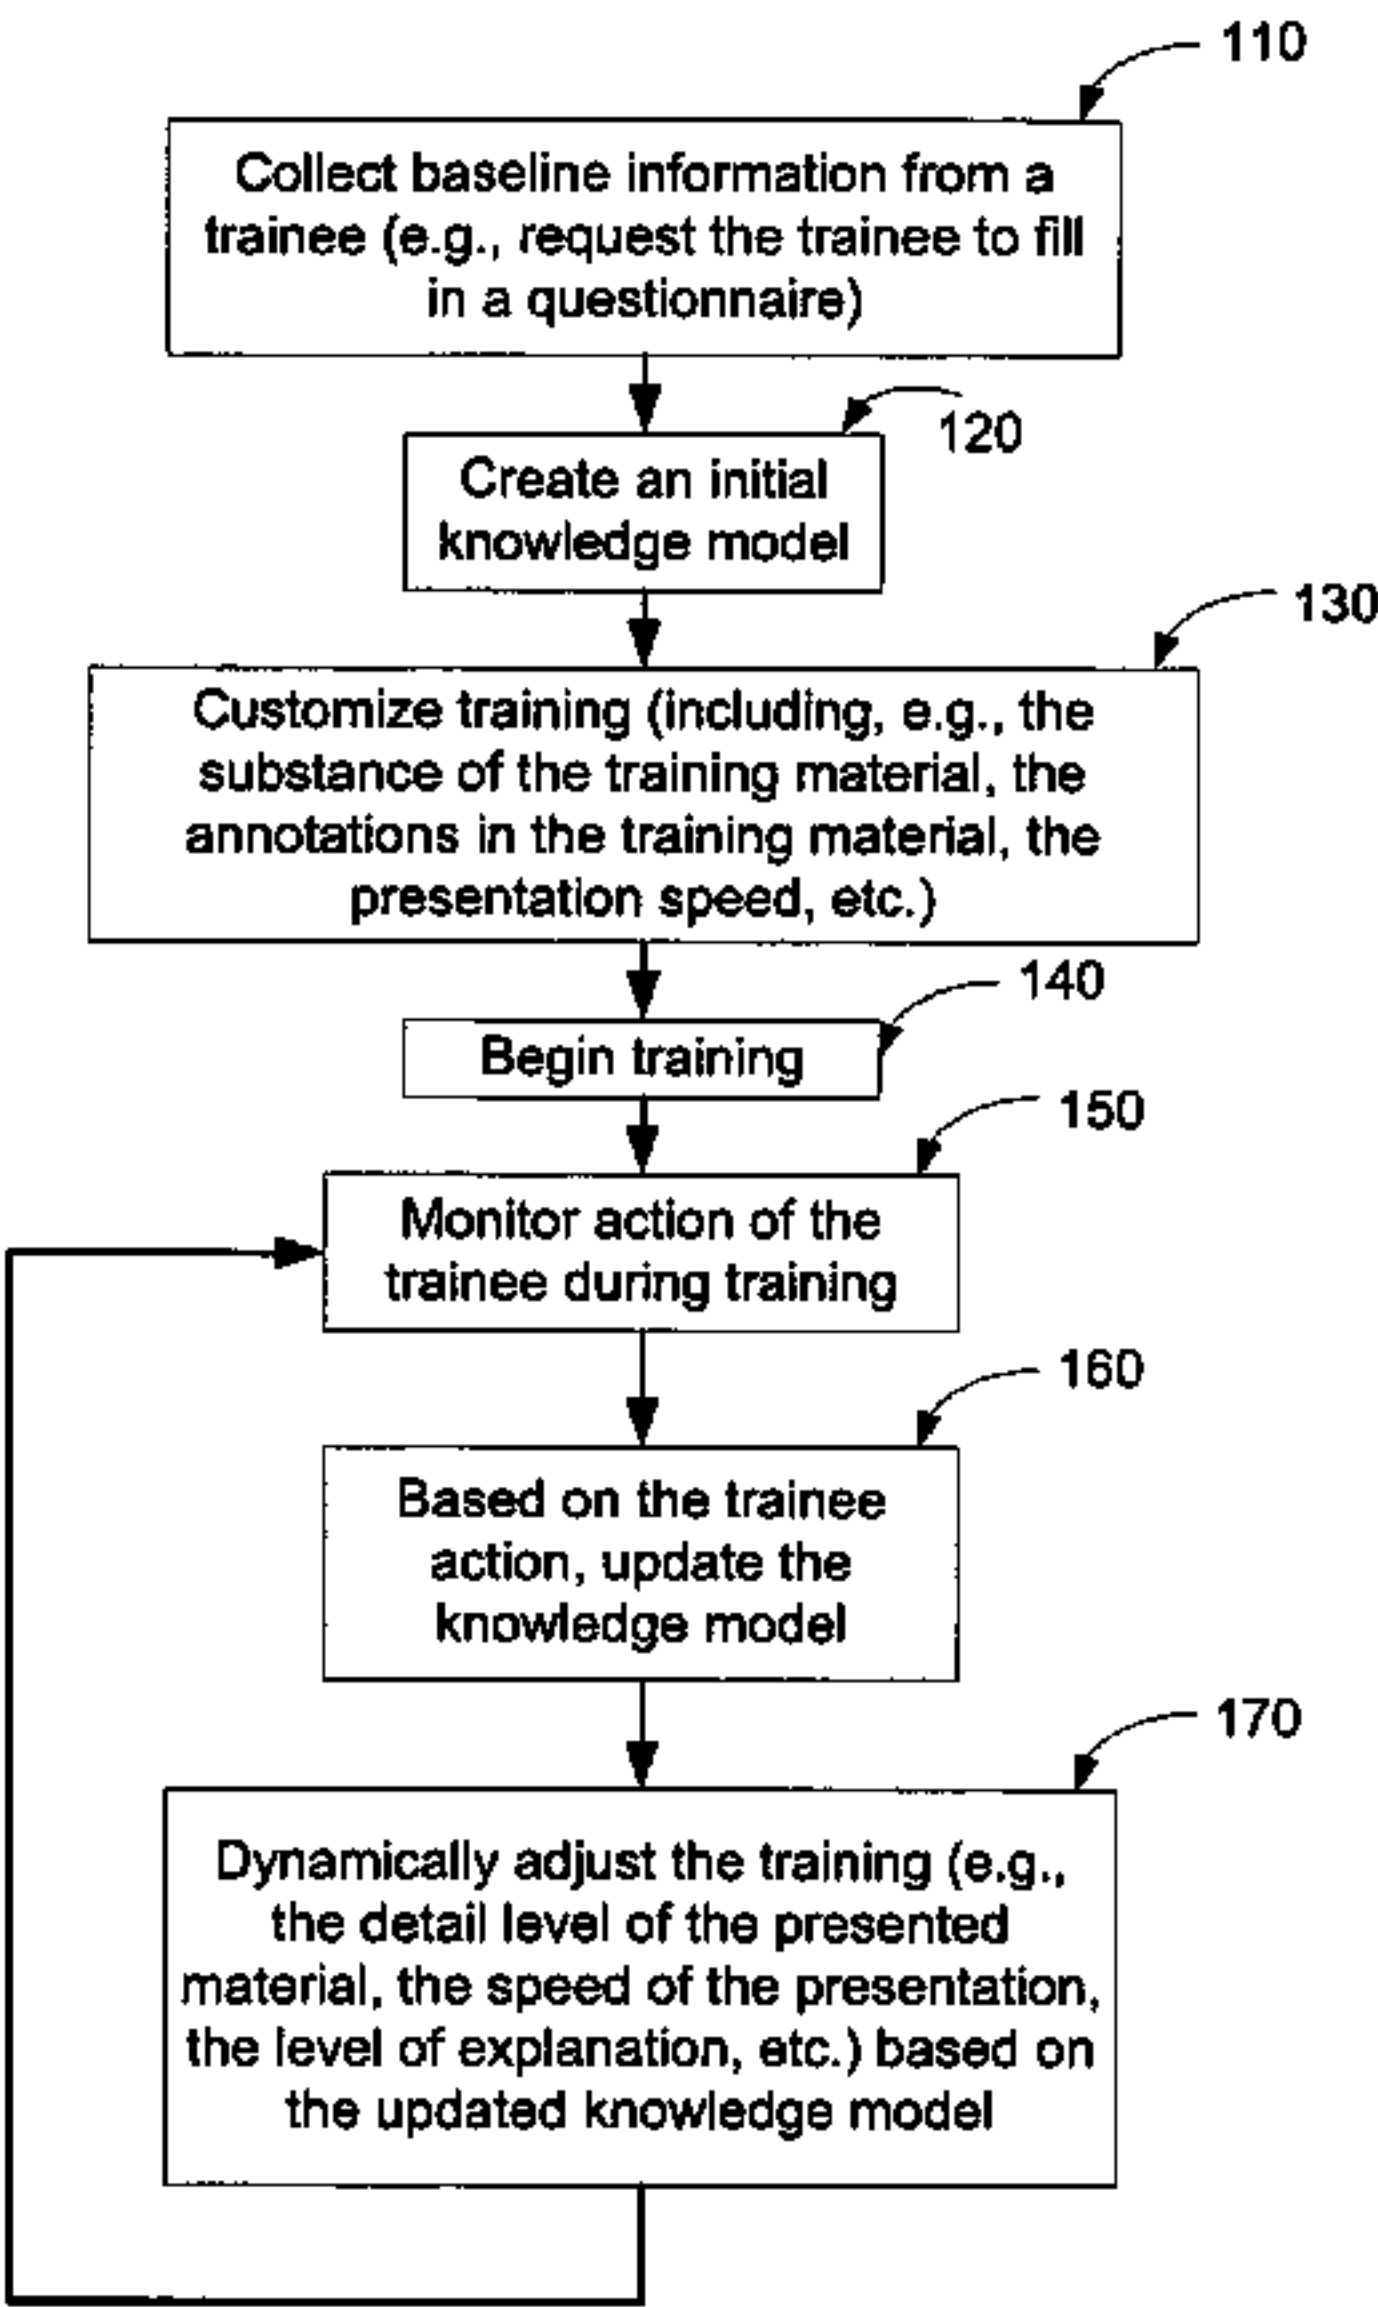 110
Collect baseline information from a
trainee (e.g., request the trainee to fill
in a questionnaire)
120
Create an initial
knowledge model
130
Customize training (including, e.g., the
substance of the training material, the
annotations in the training material, the
presentation speed, etc.)
140
Begin training
150
Monitor action of the
trainee during training
160
Based on the trainee
action, update the
knowledge model
170
Dynamically adjust the training (e.g.,
the detail level of the presented
material, the speed of the presentation,
the level of explanation, etc.) based on
the updated knowledge model